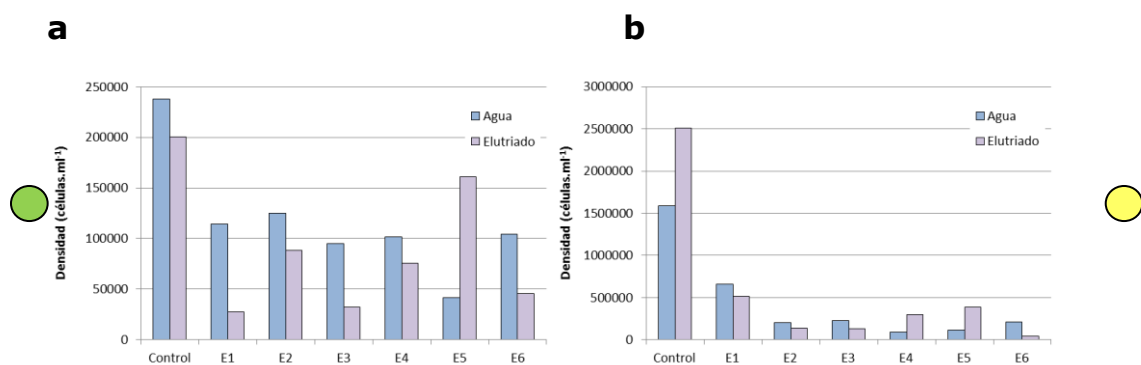 a
b
Densidad (células.ml⁻¹)
250000
200000
150000
100000
50000
0
Agua
Elutriado
Control E1 E2 E3 E4 E5 E6
Densidad (células.ml⁻¹)
3000000
2500000
2000000
1500000
1000000
500000
0
Agua
Elutriado
Control E1 E2 E3 E4 E5 E6